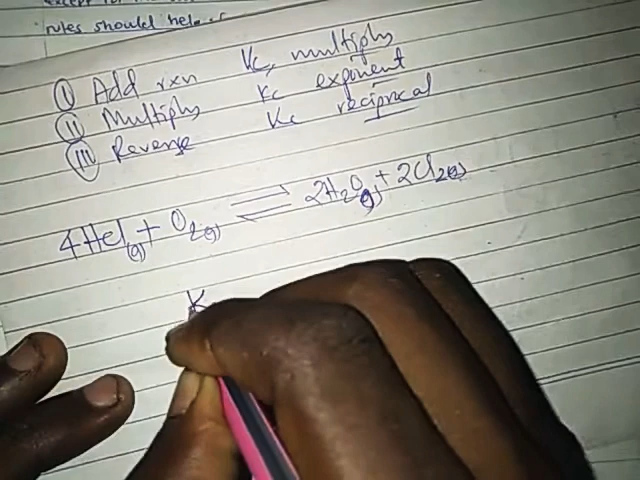 rules should help
(i) Add rxn Kc, multiply
(ii) Multiply Kc exponent
(iii) Reverse Kc reciprocal
4HCl(g) + O2(g) ⇌ 2H2O(g) + 2Cl2(g)
K